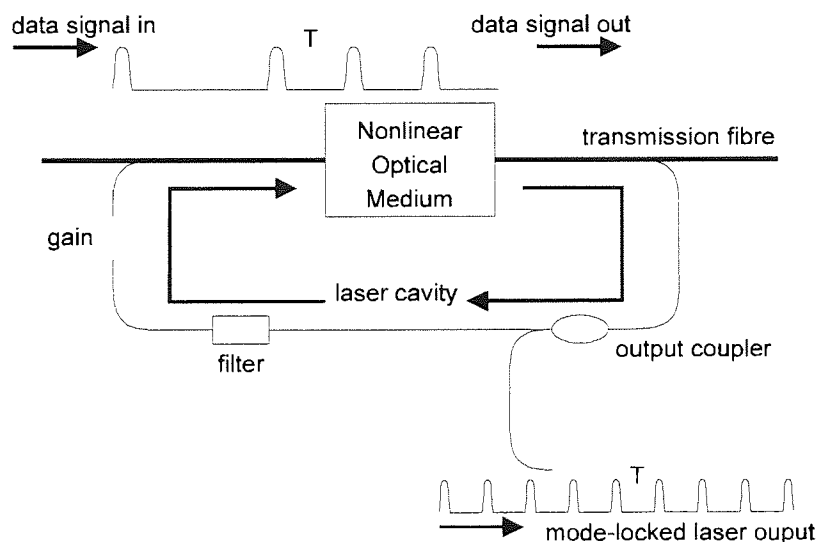 data signal in
T
data signal out
Nonlinear
Optical
Medium
transmission fibre
gain
laser cavity
filter
output coupler
T
mode-locked laser ouput